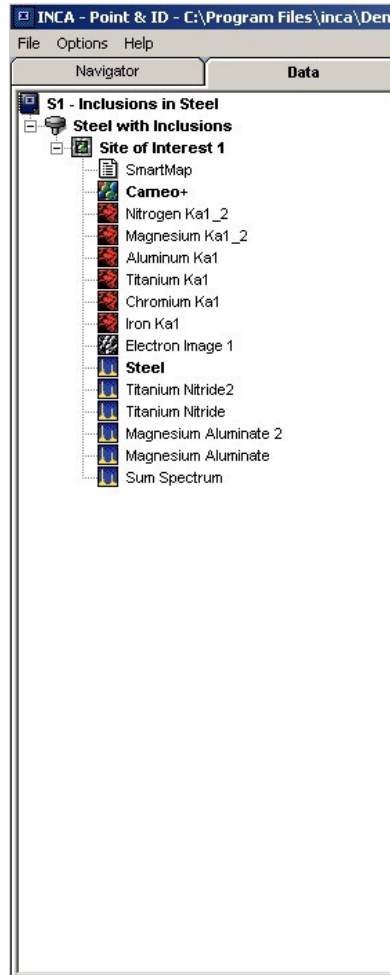 INCA - Point & ID - C:\Program Files\inca\Den
File Options Help
Navigator Data
S1 - Inclusions in Steel
Steel with Inclusions
Site of Interest 1
SmartMap
Cameo+
Nitrogen Ka1_2
Magnesium Ka1_2
Aluminum Ka1
Titanium Ka1
Chromium Ka1
Iron Ka1
Electron Image 1
Steel
Titanium Nitride2
Titanium Nitride
Magnesium Aluminate 2
Magnesium Aluminate
Sum Spectrum